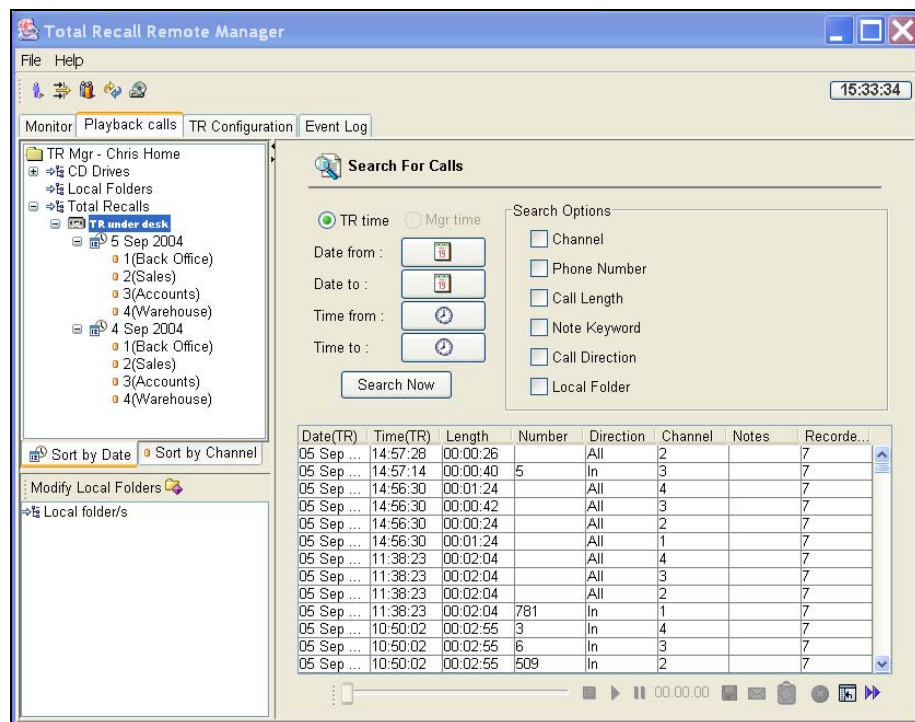 Total Recall Remote Manager
File Help
15:33:34
Monitor Playback calls TR Configuration Event Log
TR Mgr - Chris Home
CD Drives
Local Folders
Total Recalls
TR under desk
5 Sep 2004
1(Back Office)
2(Sales)
3(Accounts)
4(Warehouse)
4 Sep 2004
1(Back Office)
2(Sales)
3(Accounts)
4(Warehouse)
Sort by Date Sort by Channel
Modify Local Folders
Local folder/s
Search For Calls
TR time Mgr time
Date from :
19
Date to :
19
Time from :
Time to :
Search Now
Search Options
Channel
Phone Number
Call Length
Note Keyword
Call Direction
Local Folder
Date(TR) Time(TR) Length Number Direction Channel Notes Recorde...
05 Sep ... 14:57:28 00:00:26 All 2 7
05 Sep ... 14:57:14 00:00:40 5 In 3 7
05 Sep ... 14:56:30 00:01:24 All 4 7
05 Sep ... 14:56:30 00:00:42 All 3 7
05 Sep ... 14:56:30 00:00:24 All 2 7
05 Sep ... 14:56:30 00:01:24 All 1 7
05 Sep ... 11:38:23 00:02:04 All 4 7
05 Sep ... 11:38:23 00:02:04 All 3 7
05 Sep ... 11:38:23 00:02:04 All 2 7
05 Sep ... 11:38:23 00:02:04 781 In 1 7
05 Sep ... 10:50:02 00:02:55 3 In 4 7
05 Sep ... 10:50:02 00:02:55 6 In 3 7
05 Sep ... 10:50:02 00:02:55 509 In 2 7
00.00.00